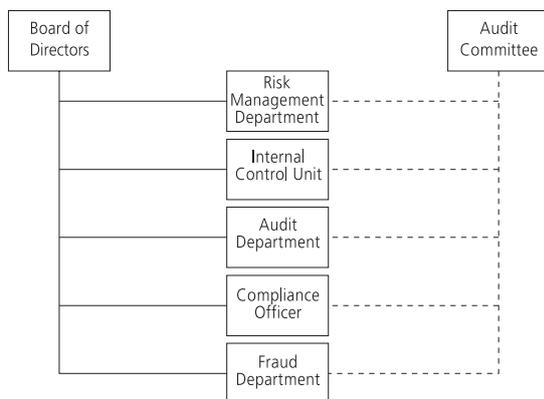 Board of
Directors
Audit
Committee
Risk
Management
Department
Internal
Control Unit
Audit
Department
Compliance
Officer
Fraud
Department